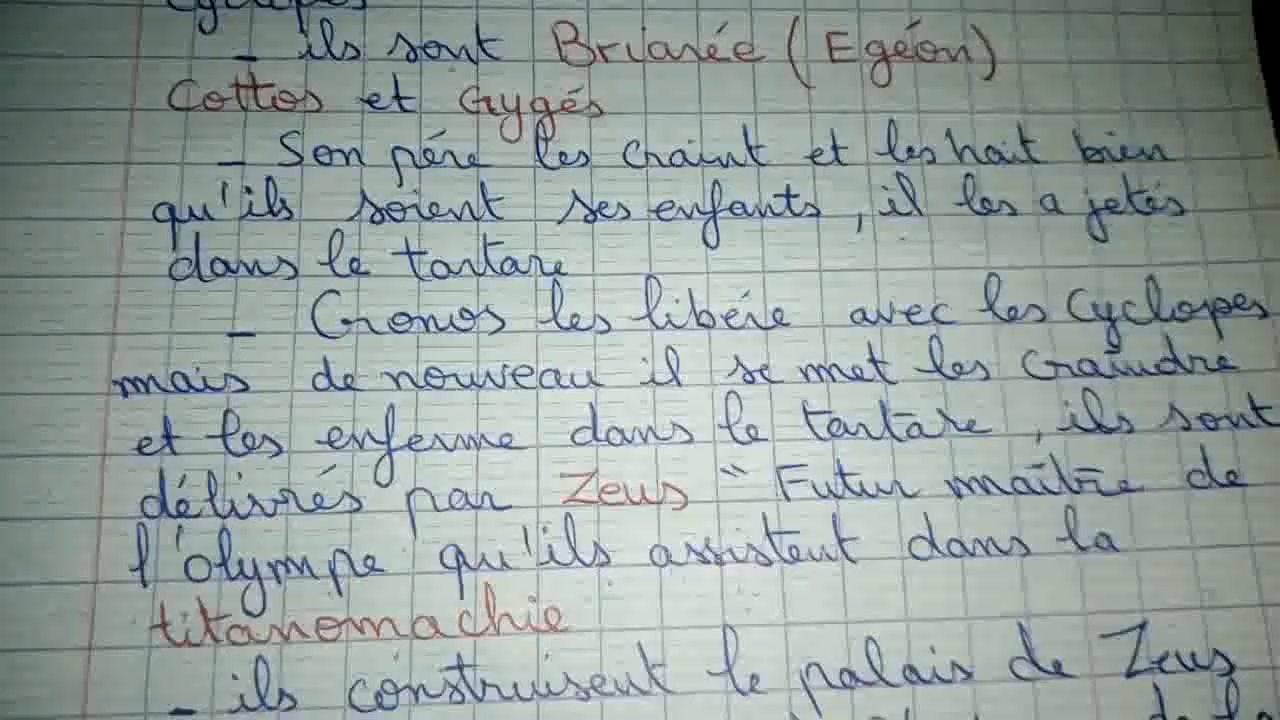 Cyclopes
- ils sont Briarée (Egéon)
Cottos et Gygés
- Son pére les craint et les hait bien
qu'ils soient ses enfants, il les a jetés
dans le tartare
- Cronos les libére avec les Cyclopes
mais de nouveau il se met les craindre
et les enferme dans le tartare, ils sont
délivrés par Zeus " Futur maître de
l'olympe qu'ils assistent dans la
titanomachie
- ils construisent le palais de Zeus